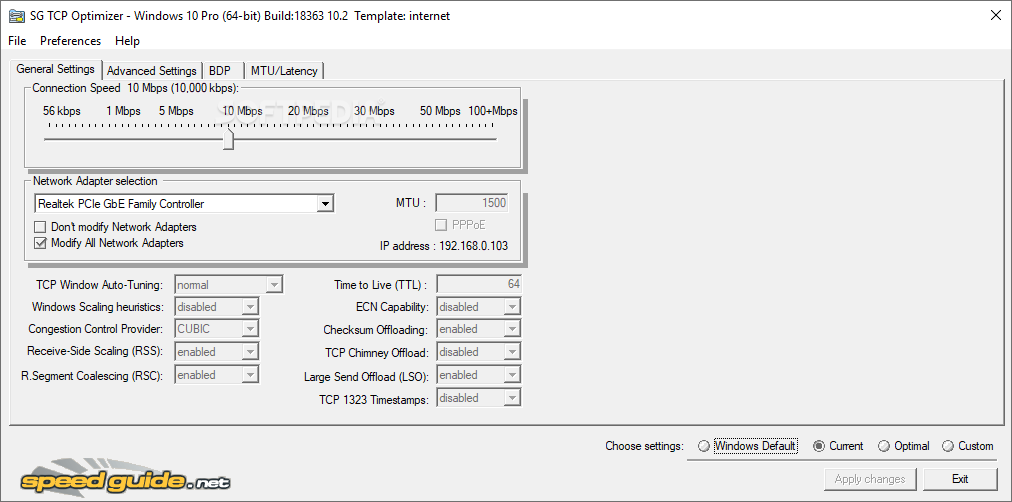 SG TCP Optimizer - Windows 10 Pro (64-bit) Build:18363 10.2 Template: internet
File Preferences Help
General Settings Advanced Settings BDP MTU/Latency
Connection Speed 10 Mbps (10,000 kbps):
SOFTPEDIA
56 kbps 1 Mbps 5 Mbps 10 Mbps 20 Mbps 30 Mbps 50 Mbps 100+Mbps
Network Adapter selection
Realtek PCIe GbE Family Controller MTU : 1500
Don't modify Network Adapters PPPoE
Modify All Network Adapters IP address : 192.168.0.103
TCP Window Auto-Tuning: normal Time to Live (TTL) : 64
Windows Scaling heuristics: disabled ECN Capability: disabled
Congestion Control Provider: CUBIC Checksum Offloading: enabled
Receive-Side Scaling (RSS): enabled TCP Chimney Offload: disabled
R.Segment Coalescing (RSC): enabled Large Send Offload (LSO): enabled
TCP 1323 Timestamps: disabled
Choose settings: Windows Default Current Optimal Custom
speedguide.net Apply changes Exit